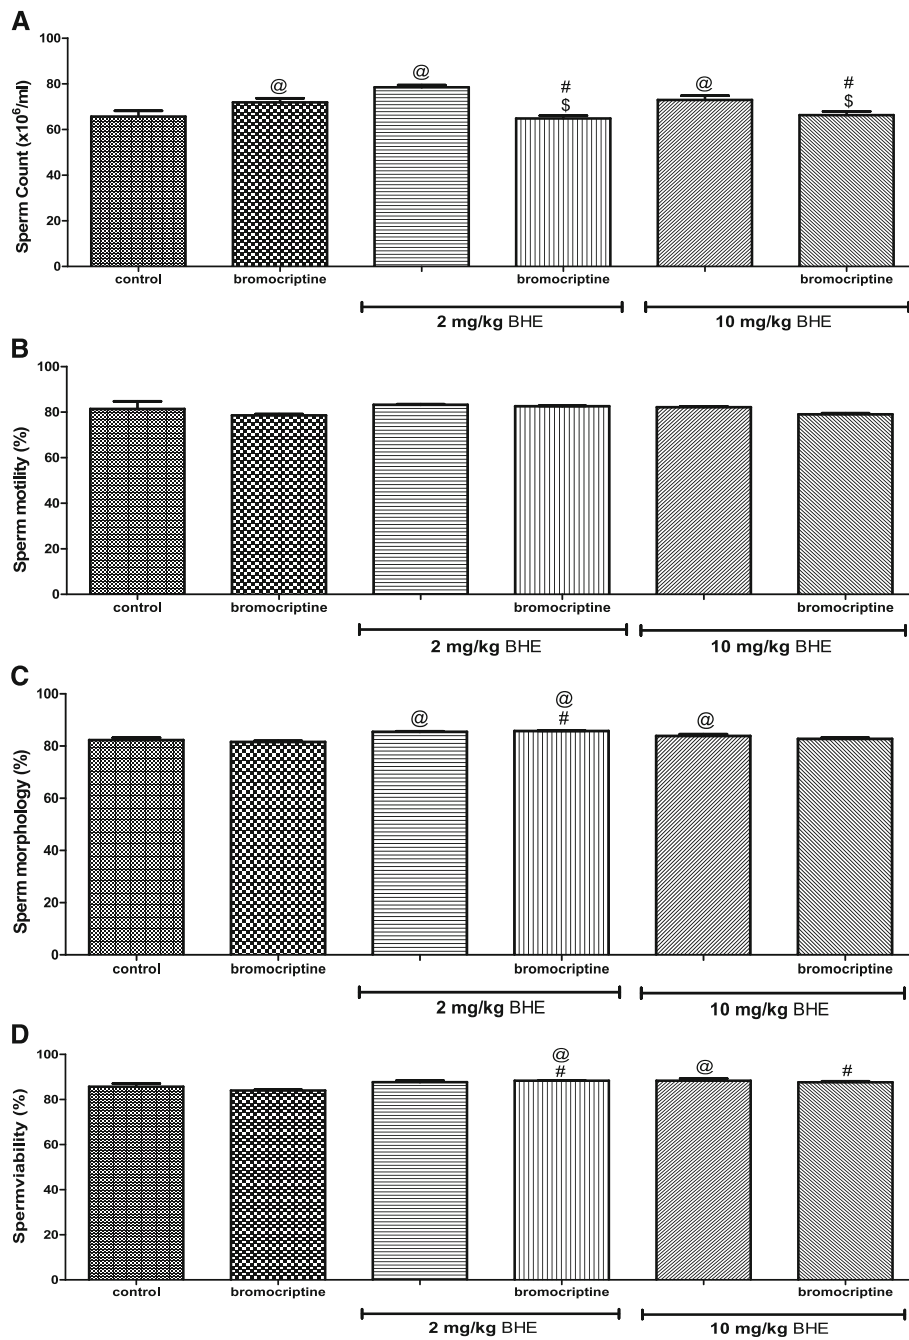 A
Sperm Count (x10⁶/ml)
100
80
60
40
20
0
@
@
#
$
@
#
$
control
bromocriptine
bromocriptine
bromocriptine
2 mg/kg BHE
10 mg/kg BHE
B
Sperm motility (%)
100
80
60
40
20
0
control
bromocriptine
bromocriptine
bromocriptine
2 mg/kg BHE
10 mg/kg BHE
C
Sperm morphology (%)
100
80
60
40
20
0
@
@
#
@
control
bromocriptine
bromocriptine
bromocriptine
2 mg/kg BHE
10 mg/kg BHE
D
Spermviability (%)
100
80
60
40
20
0
@
#
@
#
control
bromocriptine
bromocriptine
bromocriptine
2 mg/kg BHE
10 mg/kg BHE